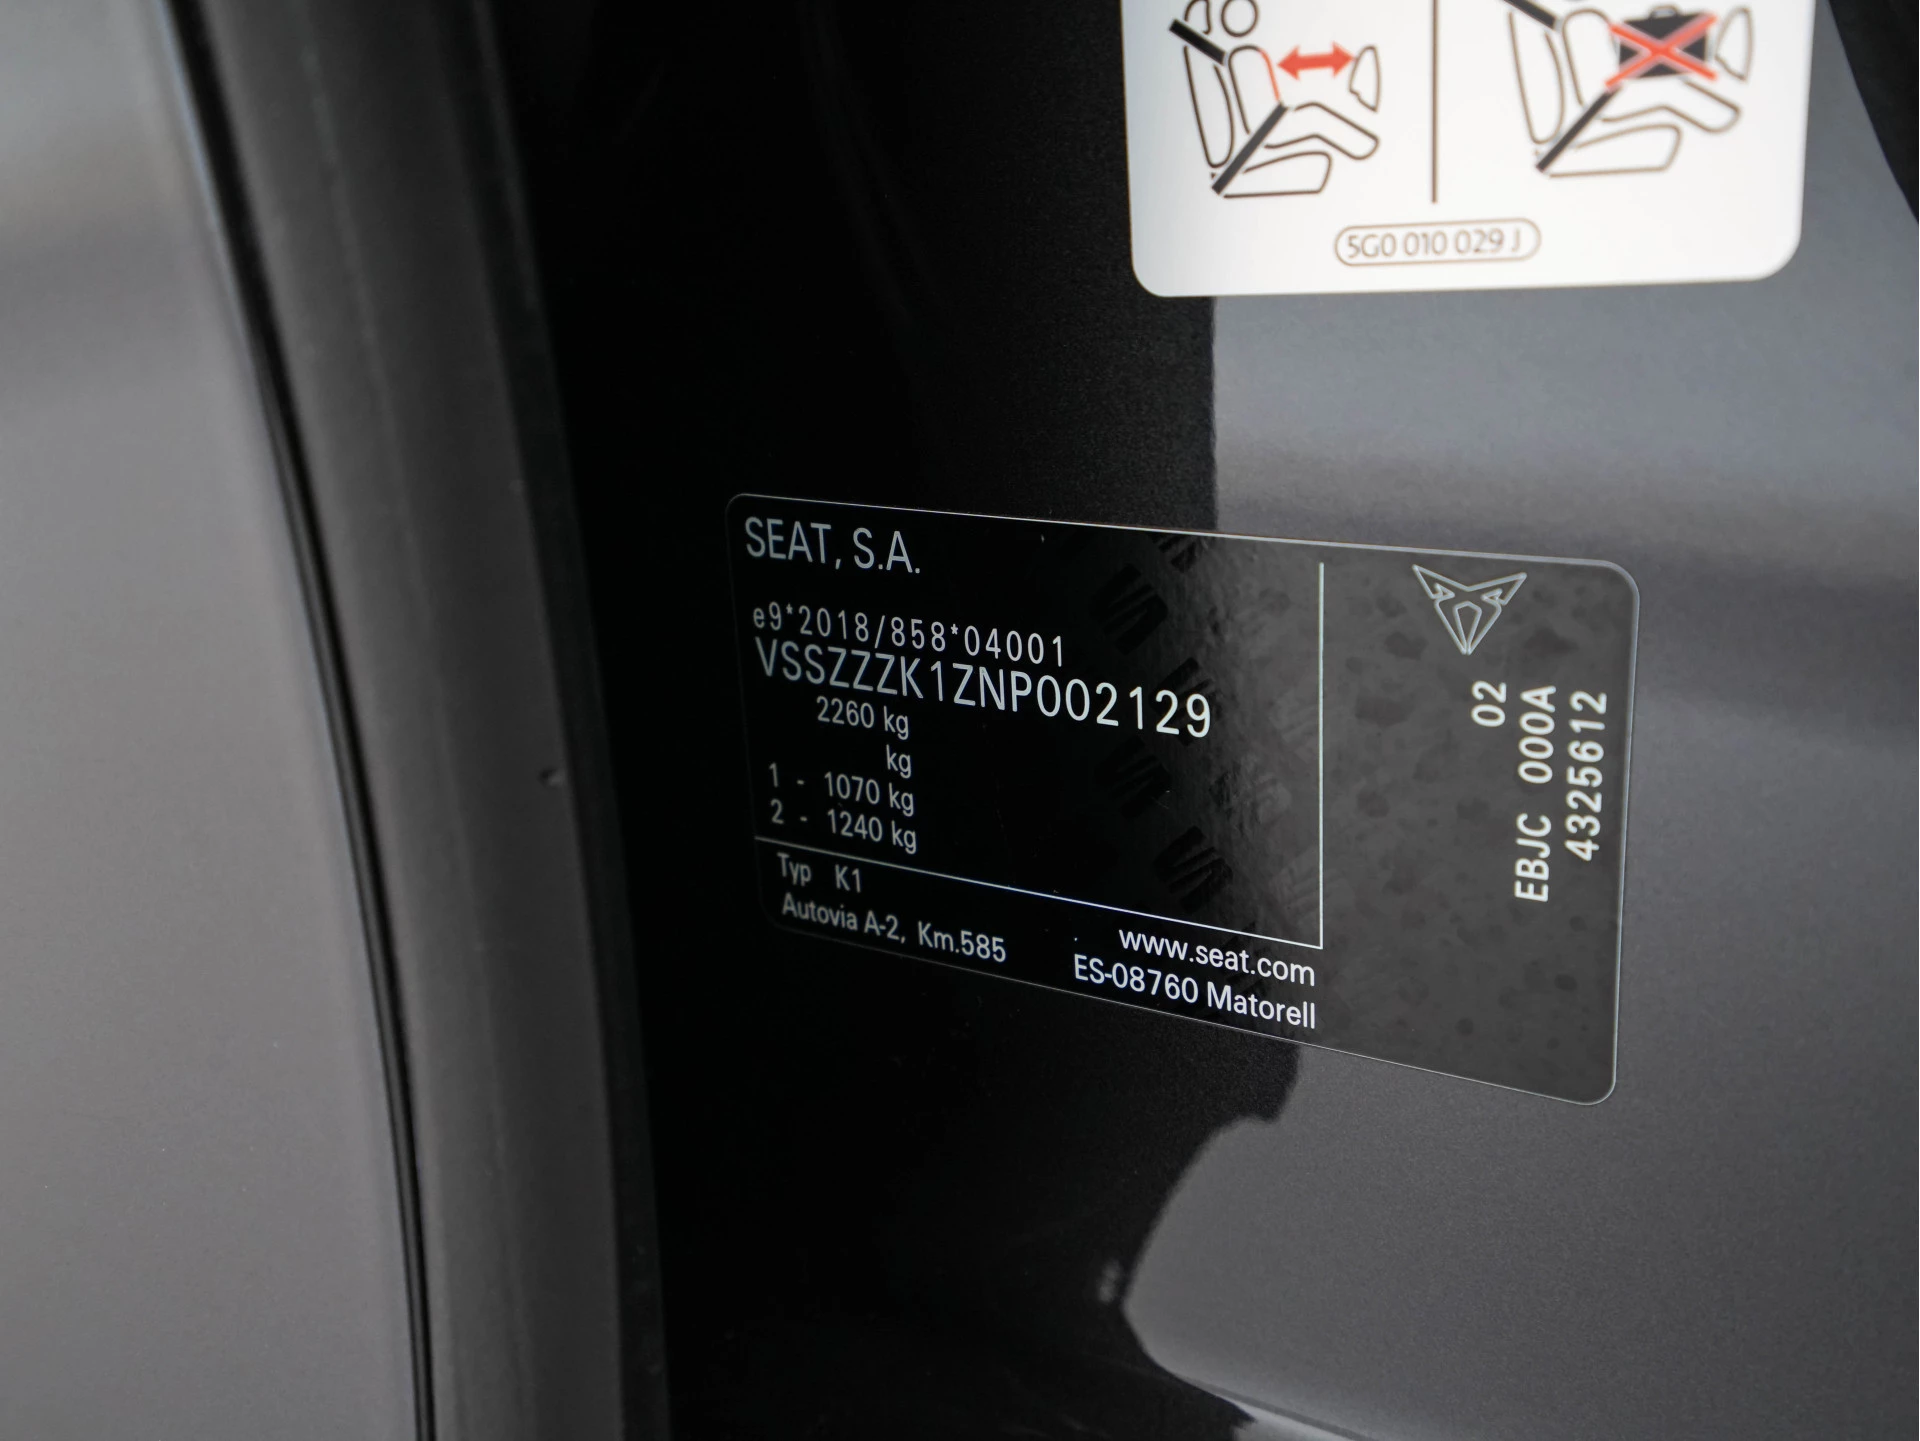 5G0 010 029 J
SEAT, S.A.
e9*2018/858*04001
VSSZZZK1ZNP002129
2260 kg
kg
1 - 1070 kg
2 - 1240 kg
Typ K1
Autovia A-2, Km.585
www.seat.com
ES-08760 Matorell
02
EBJC 000A
4325612